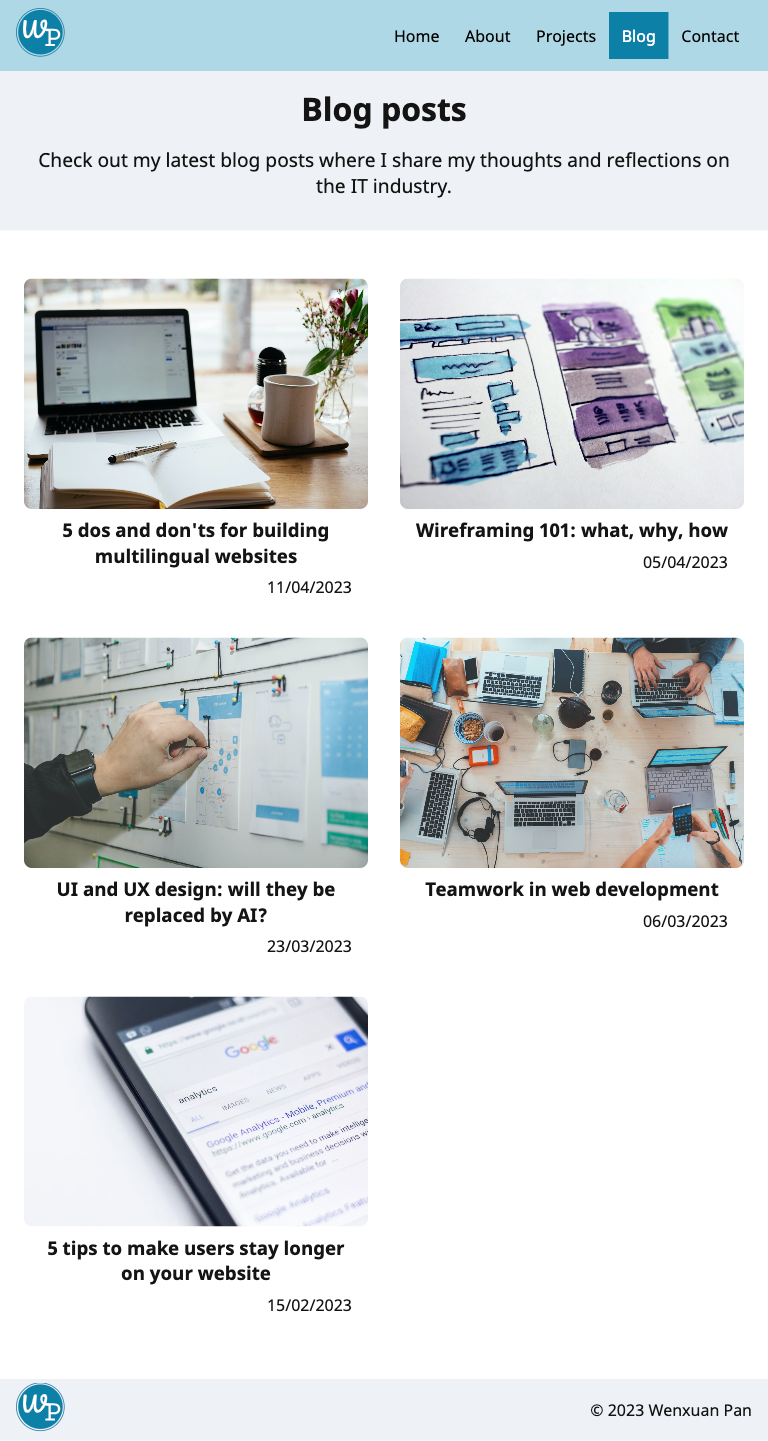 WP
Home About Projects Blog Contact
Blog posts
Check out my latest blog posts where I share my thoughts and reflections on
the IT industry.
5 dos and don'ts for building
multilingual websites
11/04/2023
Wireframing 101: what, why, how
05/04/2023
UI and UX design: will they be
replaced by AI?
23/03/2023
Teamwork in web development
06/03/2023
Google
analytics
ALL IMAGES NEWS APPS VIDEOS
Google Analytics - Mobile, Premium and
https://www.google.com › analytics
Get the data you need to make intellige
marketing and business decisions w
Analytics. Available for
Google Analytics
5 tips to make users stay longer
on your website
15/02/2023
WP
© 2023 Wenxuan Pan